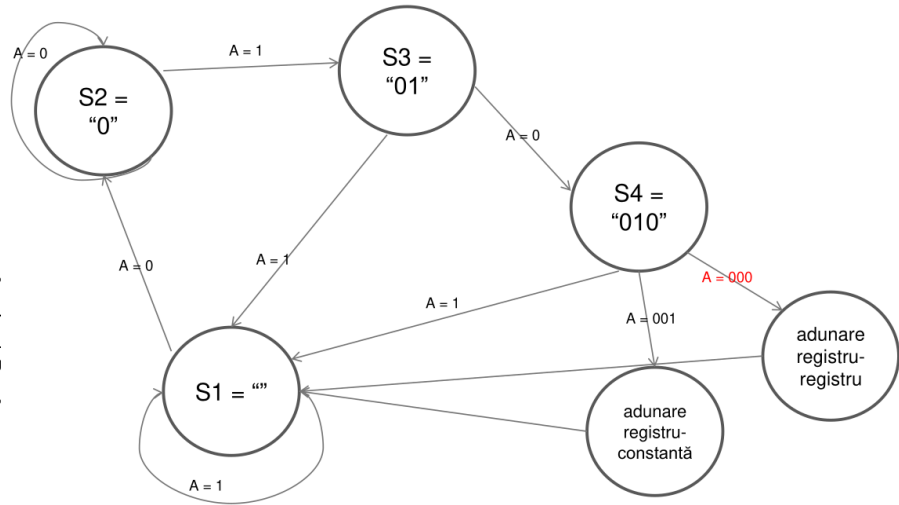 A = 0
S2 =
“0”
A = 1
S3 =
“01”
A = 0
S4 =
“010”
A = 0
A = 1
A = 1
A = 001
A = 000
S1 = “”
A = 1
adunare
registru-
constantă
adunare
registru-
registru